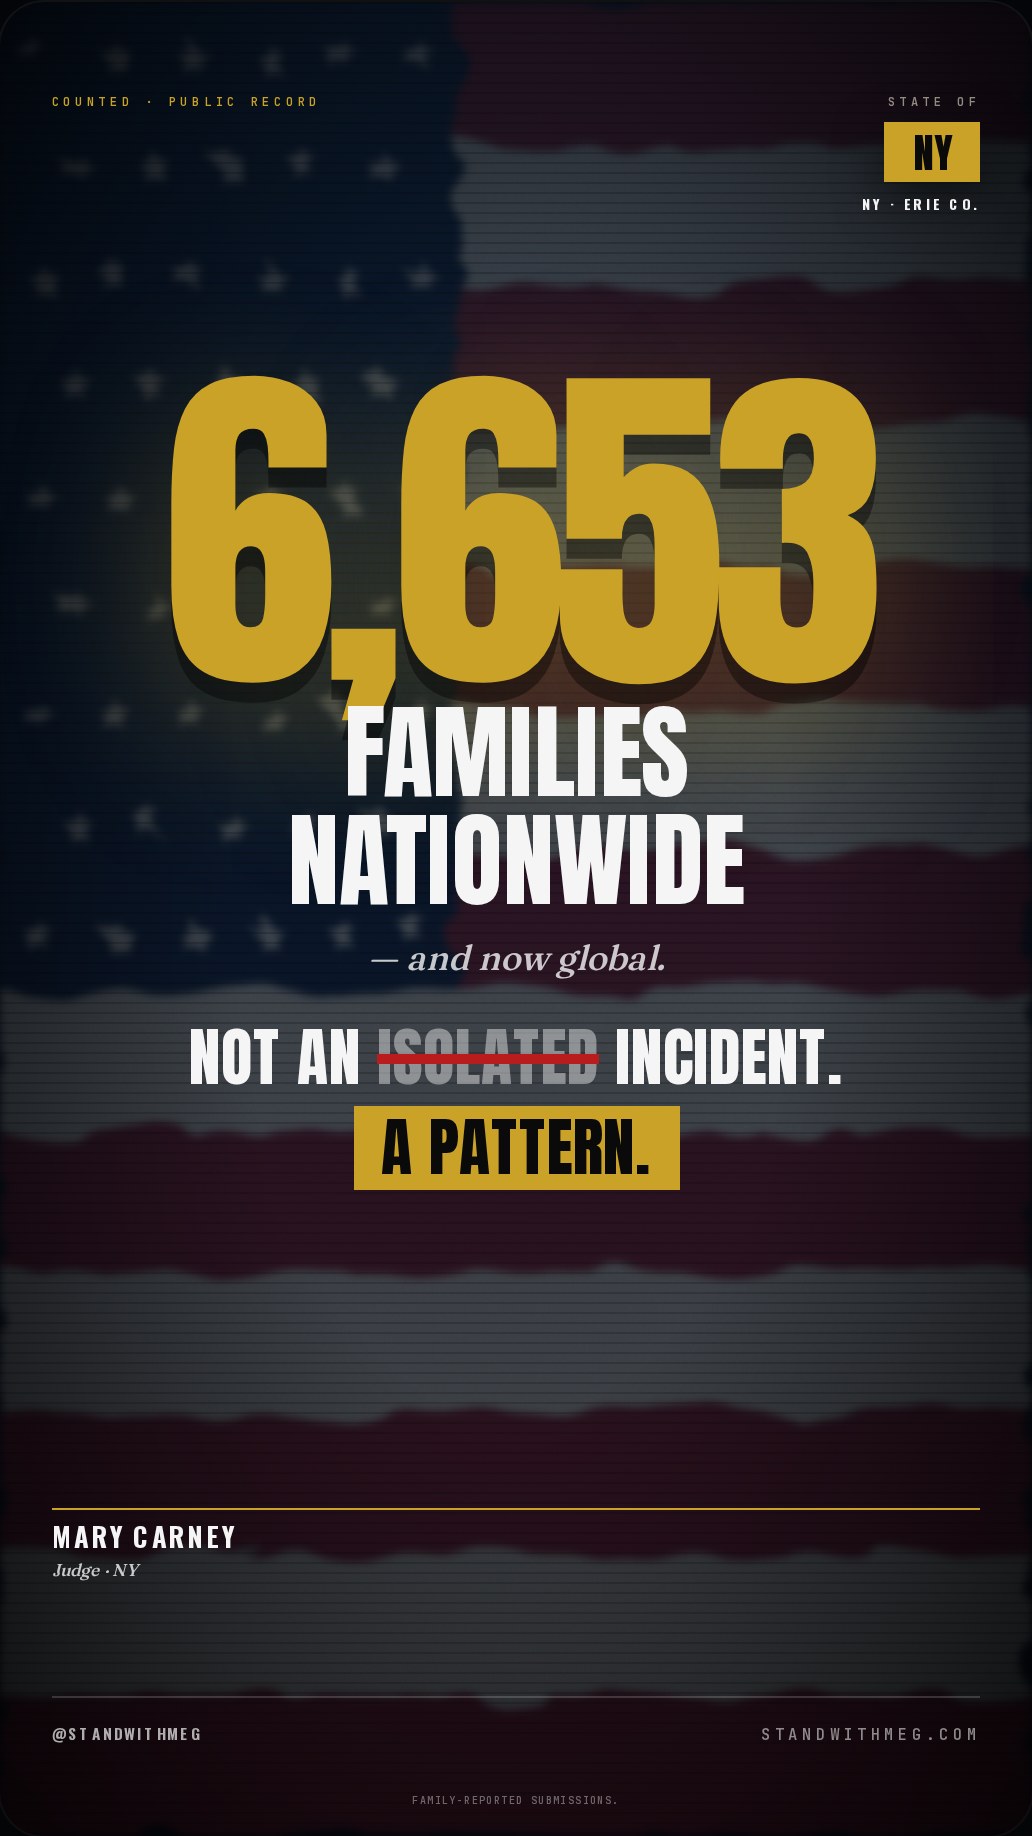 COUNTED · PUBLIC RECORD
STATE OF
NY
NY · ERIE CO.
6,653
FAMILIES
NATIONWIDE
— and now global.
NOT AN ISOLATED INCIDENT.
A PATTERN.
MARY CARNEY
Judge · NY
@STANDWITHMEG
STANDWITHMEG.COM
FAMILY-REPORTED SUBMISSIONS.